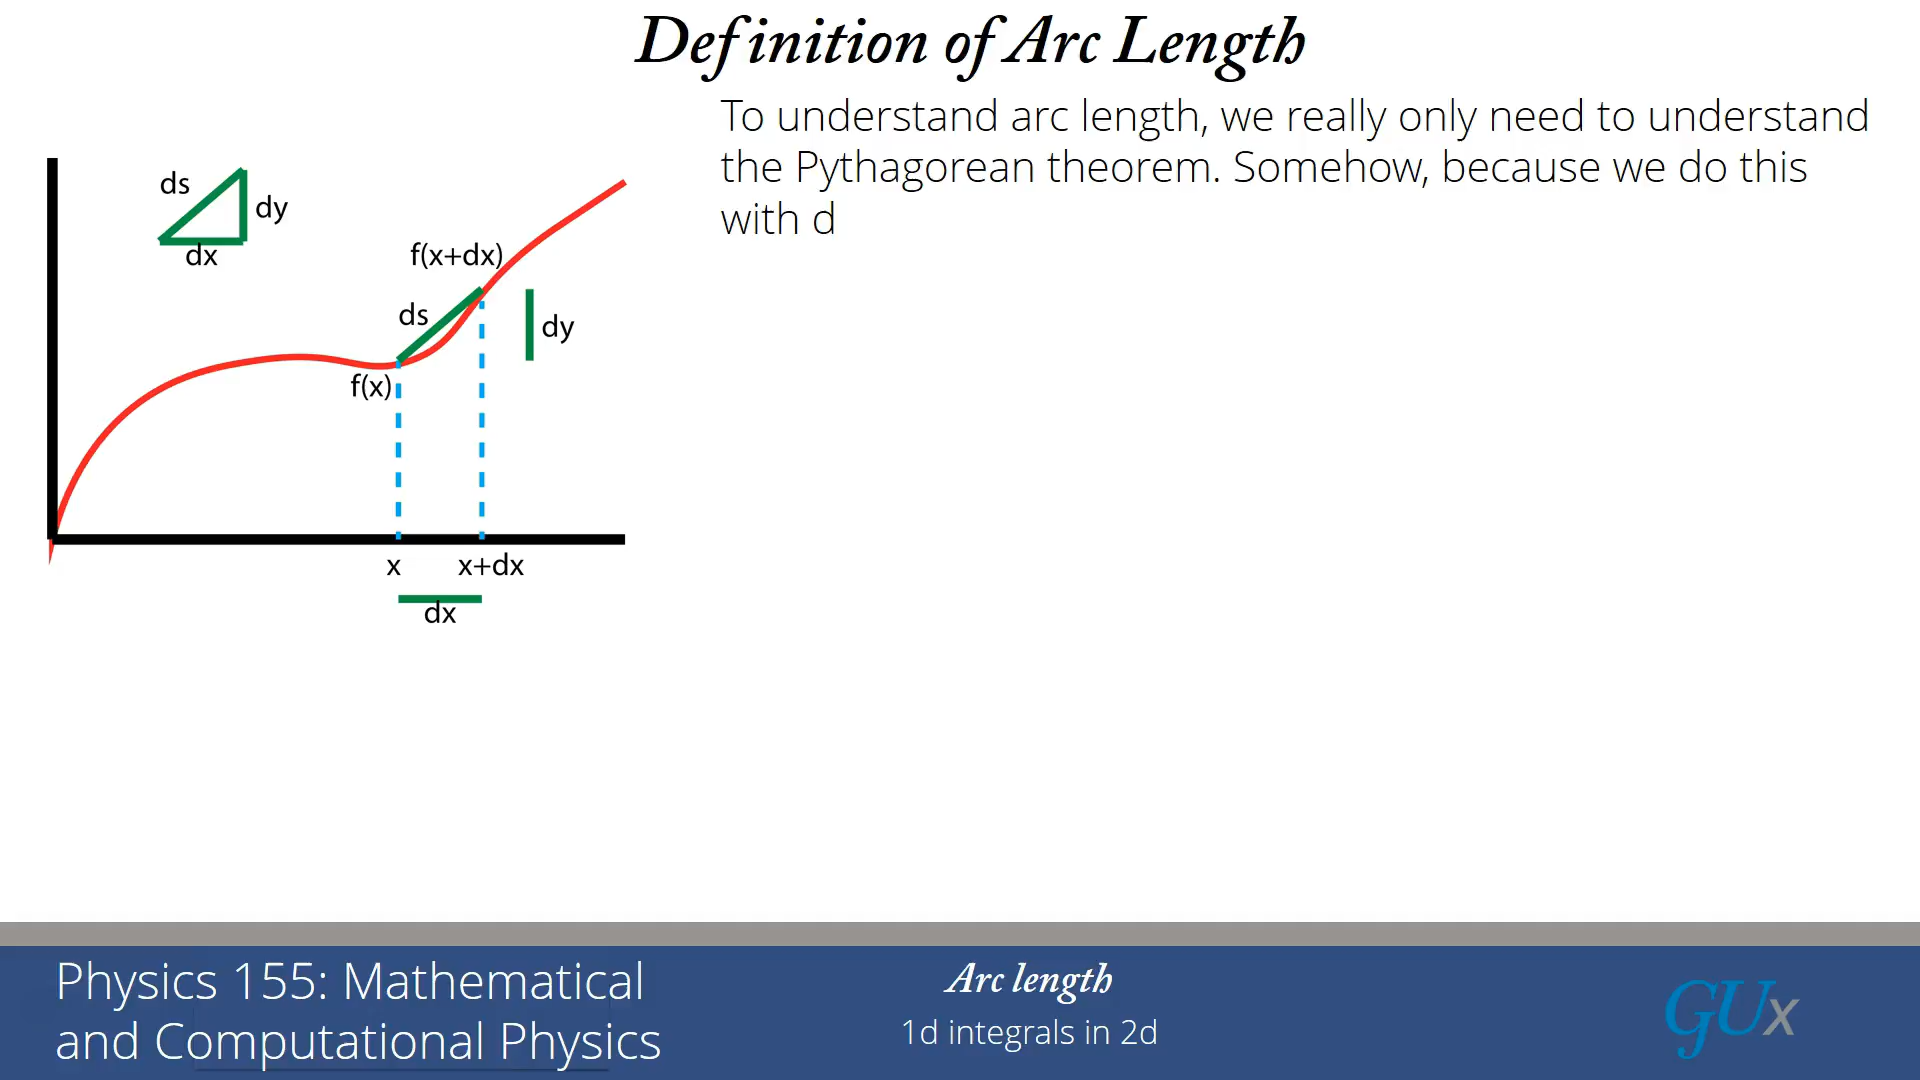 Definition of Arc Length
To understand arc length, we really only need to understand
the Pythagorean theorem. Somehow, because we do this
with d
ds
dy
dx
f(x+dx)
ds
dy
f(x)
x
x+dx
dx
Physics 155: Mathematical
and Computational Physics
Arc length
1d integrals in 2d
GUx